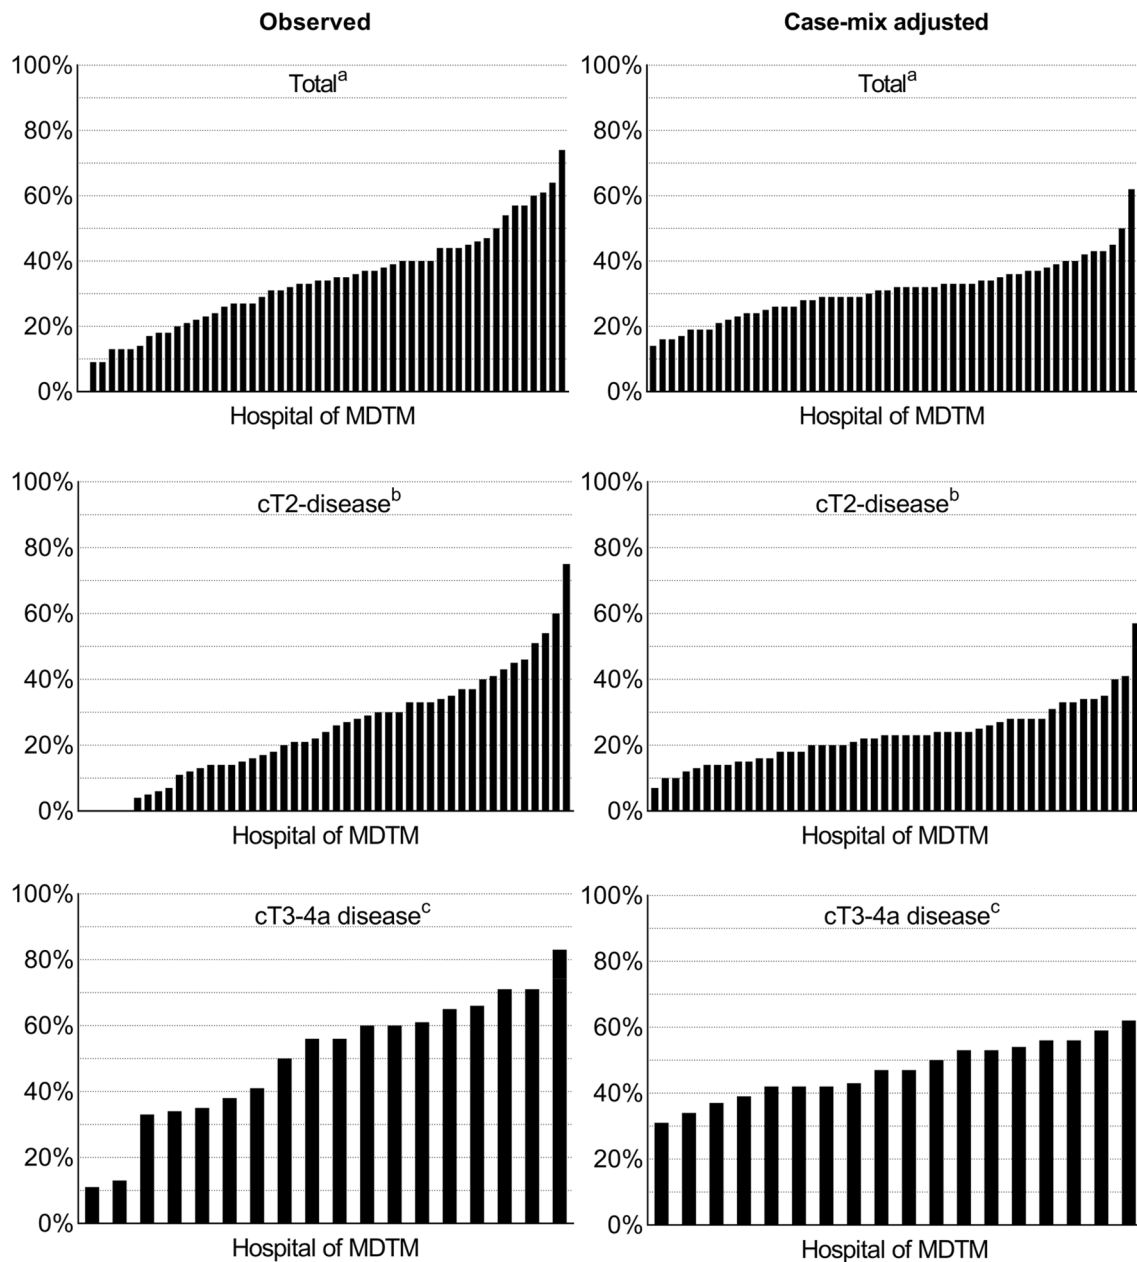 Observed
Case-mix adjusted
Total^a
100%
80%
60%
40%
20%
0%
Hospital of MDTM
Total^a
100%
80%
60%
40%
20%
0%
Hospital of MDTM
cT2-disease^b
100%
80%
60%
40%
20%
0%
Hospital of MDTM
cT2-disease^b
100%
80%
60%
40%
20%
0%
Hospital of MDTM
cT3-4a disease^c
100%
80%
60%
40%
20%
0%
Hospital of MDTM
cT3-4a disease^c
100%
80%
60%
40%
20%
0%
Hospital of MDTM